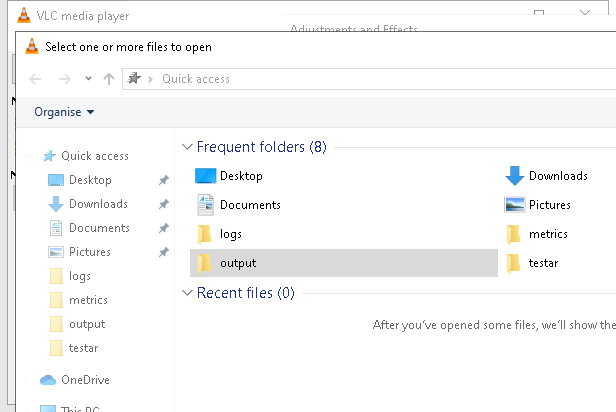 VLC media player
Adjustments and Effects
Select one or more files to open
Quick access
Organise
Quick access
Desktop
Downloads
Documents
Pictures
logs
metrics
output
testar
OneDrive
This PC
Frequent folders (8)
Desktop
Downloads
Documents
Pictures
logs
metrics
output
testar
Recent files (0)
After you've opened some files, we'll show the